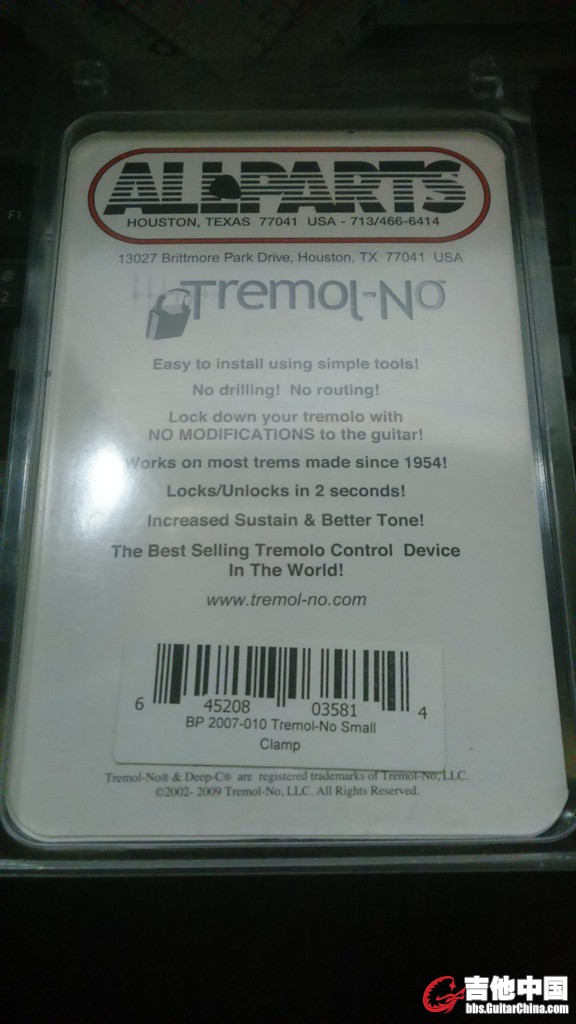 ALLPARTS
HOUSTON, TEXAS 77041 USA - 713/466-6414
13027 Brittmore Park Drive, Houston, TX 77041 USA
Tremol-No™
Easy to install using simple tools!
No drilling! No routing!
Lock down your tremolo with
NO MODIFICATIONS to the guitar!
Works on most trems made since 1954!
Locks/Unlocks in 2 seconds!
Increased Sustain & Better Tone!
The Best Selling Tremolo Control Device
In The World!
www.tremol-no.com
6 45208 03581 4
BP 2007-010 Tremol-No Small
Clamp
Tremol-No® & Deep-C® are registered trademarks of Tremol-No, LLC.
©2002- 2009 Tremol-No, LLC. All Rights Reserved.
F1
@
2
吉他中国
bbs.GuitarChina.com